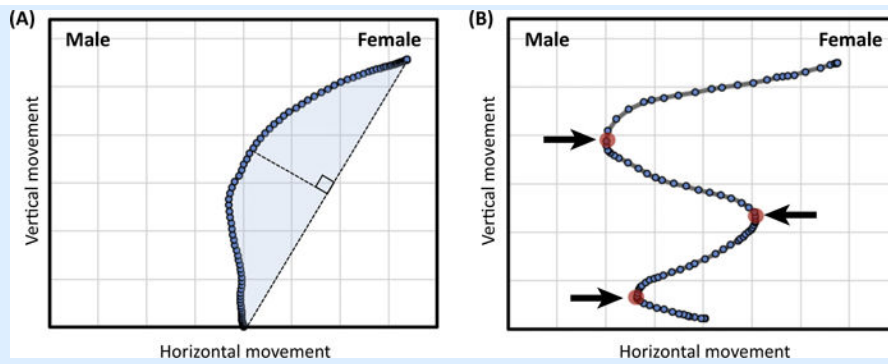 (A)
Male Female
Vertical movement
Horizontal movement
(B)
Male Female
Vertical movement
Horizontal movement